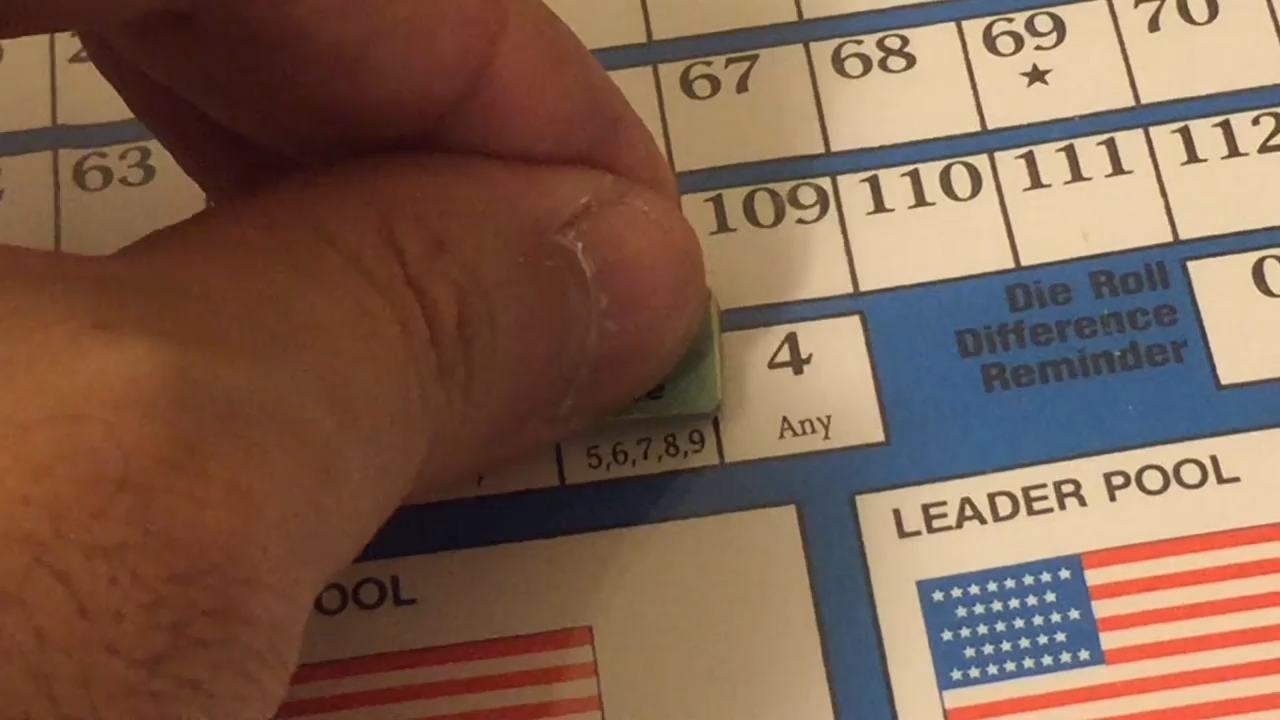 67 68 69 70
★
63
109 110 111 112
Die Roll
Difference
Reminder
4
Any
5,6,7,8,9
LEADER POOL
OOL